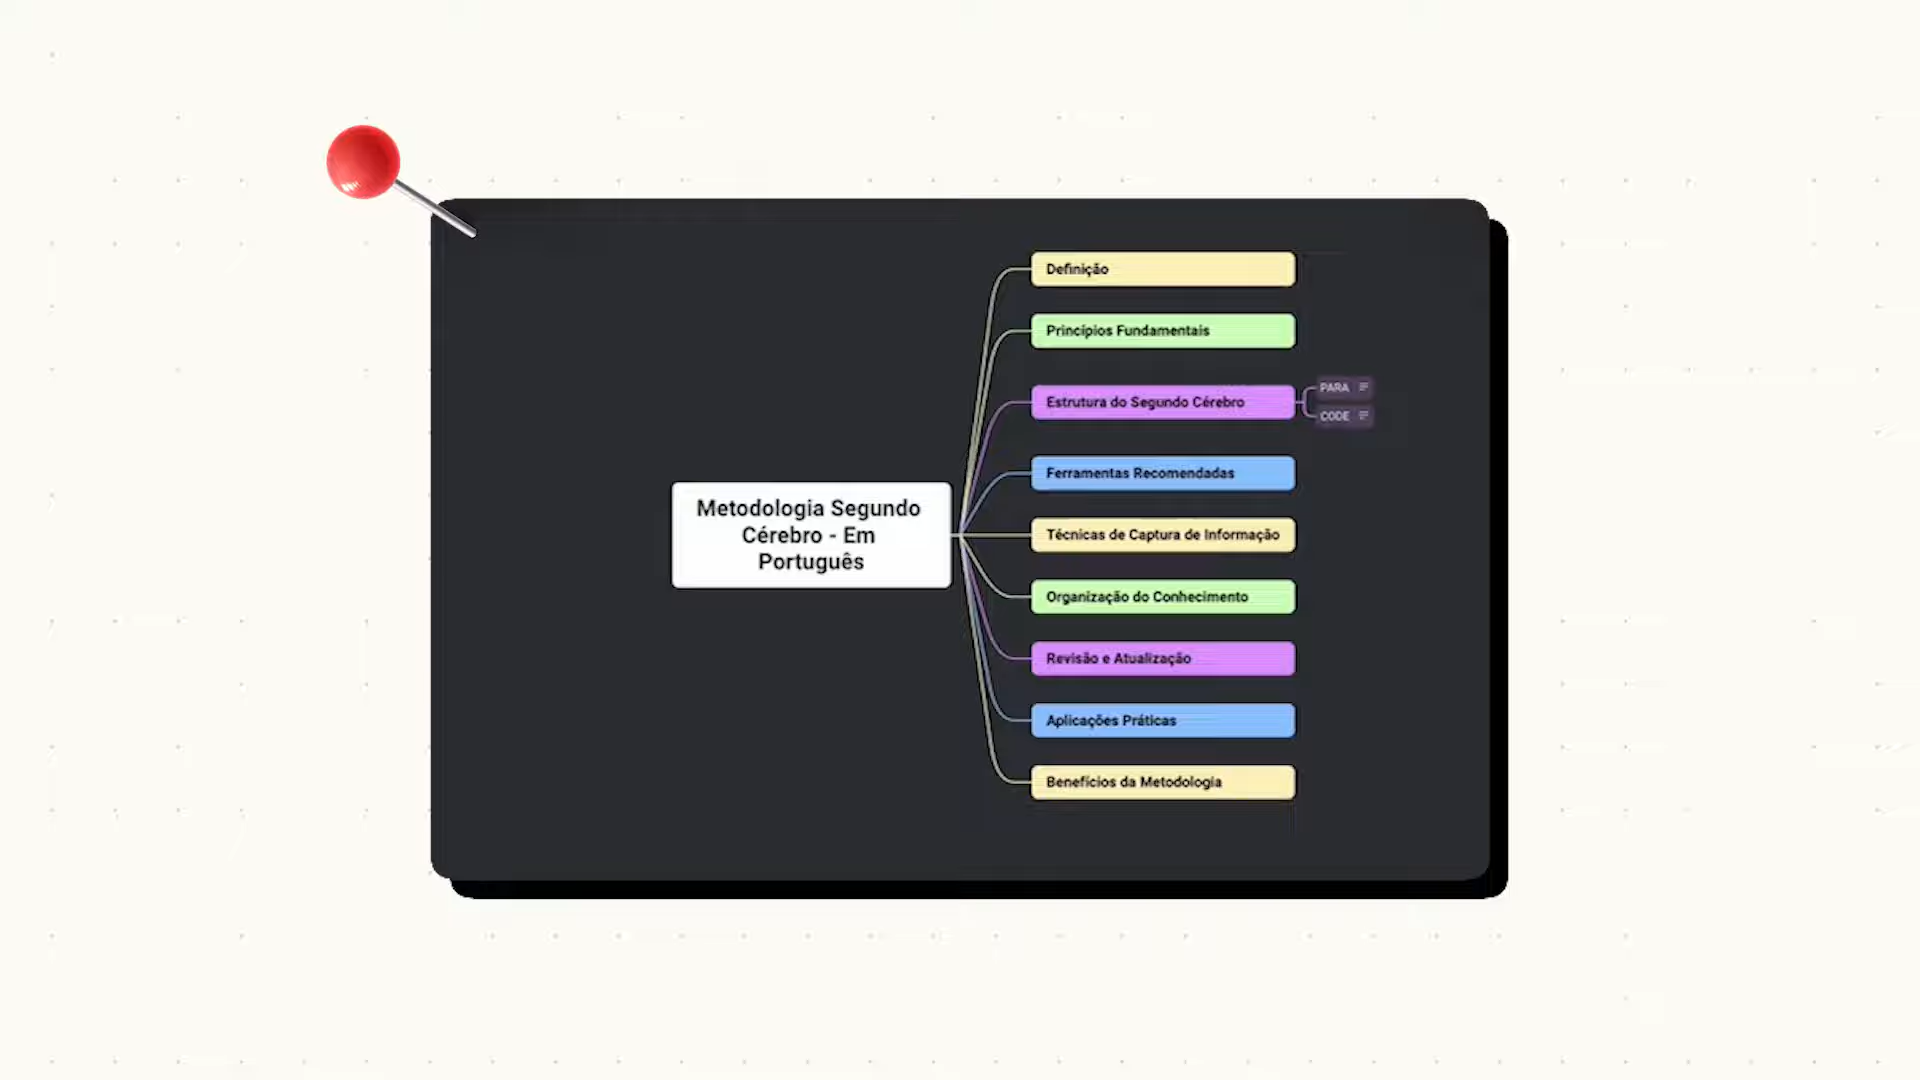 Metodologia Segundo
Cérebro - Em
Português
Definição
Princípios Fundamentais
Estrutura do Segundo Cérebro
PARA
CODE
Ferramentas Recomendadas
Técnicas de Captura de Informação
Organização do Conhecimento
Revisão e Atualização
Aplicações Práticas
Benefícios da Metodologia